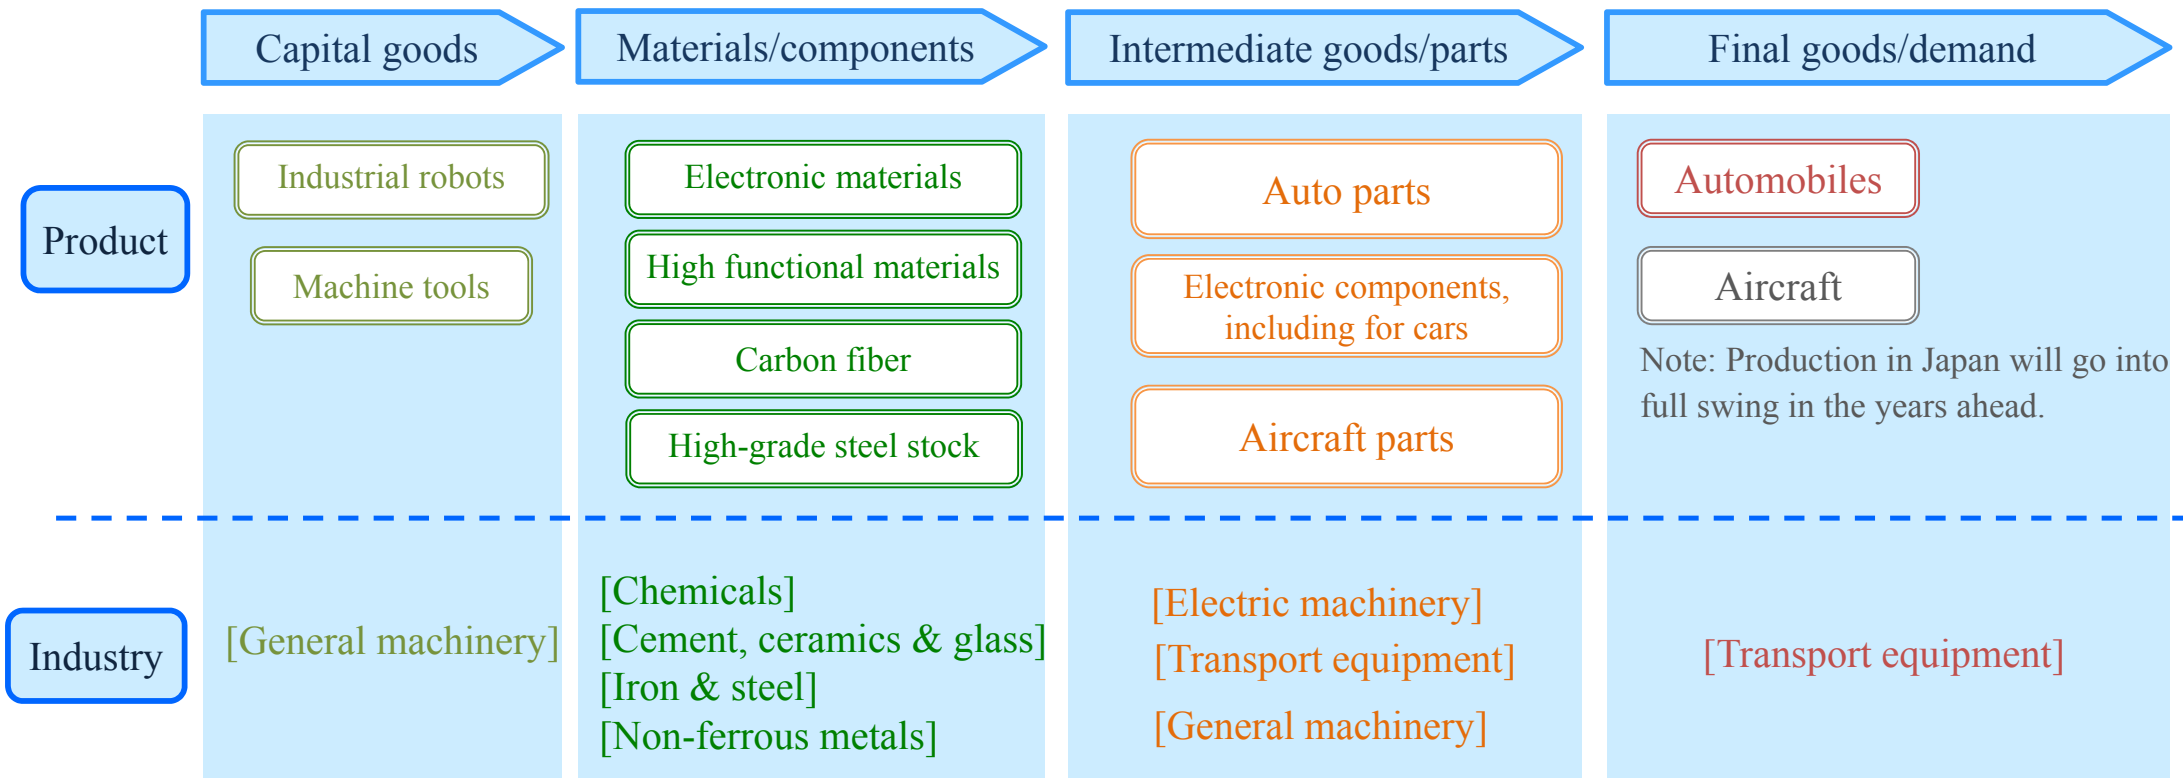 Capital goods
Materials/components
Intermediate goods/parts
Final goods/demand
Product
Industrial robots
Machine tools
Electronic materials
High functional materials
Carbon fiber
High-grade steel stock
Auto parts
Electronic components,
including for cars
Aircraft parts
Automobiles
Aircraft
Note: Production in Japan will go into
full swing in the years ahead.
Industry
[General machinery]
[Chemicals]
[Cement, ceramics & glass]
[Iron & steel]
[Non-ferrous metals]
[Electric machinery]
[Transport equipment]
[General machinery]
[Transport equipment]